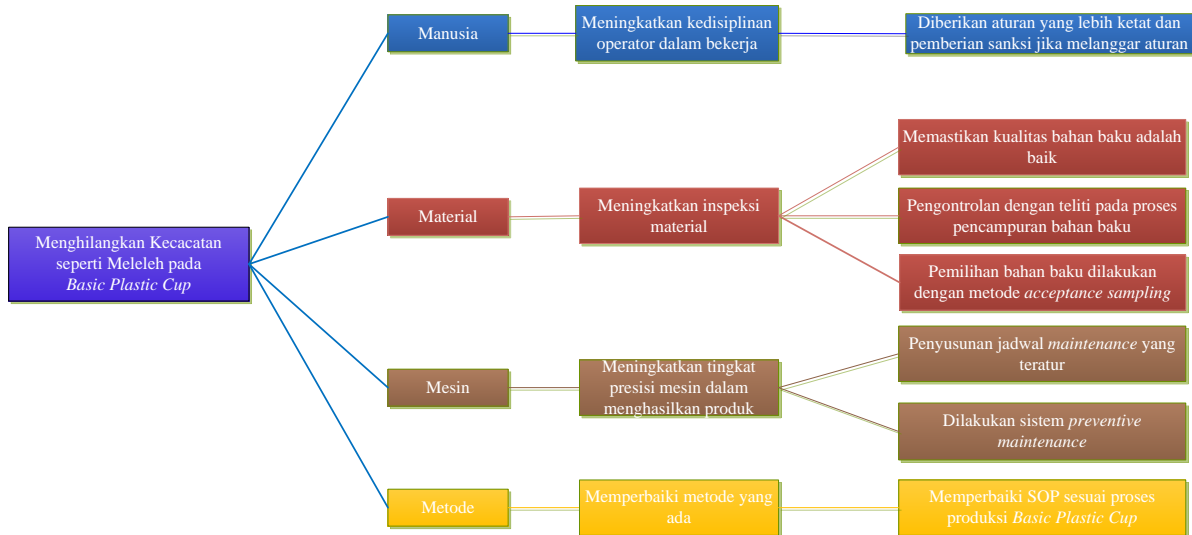 Manusia
Meningkatkan kedisiplinan
operator dalam bekerja
Diberikan aturan yang lebih ketat dan
pemberian sanksi jika melanggar aturan
Memastikan kualitas bahan baku adalah
baik
Material
Meningkatkan inspeksi
material
Pengontrolan dengan teliti pada proses
pencampuran bahan baku
Menghilangkan Kecacatan
seperti Meleleh pada
Basic Plastic Cup
Pemilihan bahan baku dilakukan
dengan metode acceptance sampling
Penyusunan jadwal maintenance yang
teratur
Mesin
Meningkatkan tingkat
presisi mesin dalam
menghasilkan produk
Dilakukan sistem preventive
maintenance
Metode
Memperbaiki metode yang
ada
Memperbaiki SOP sesuai proses
produksi Basic Plastic Cup